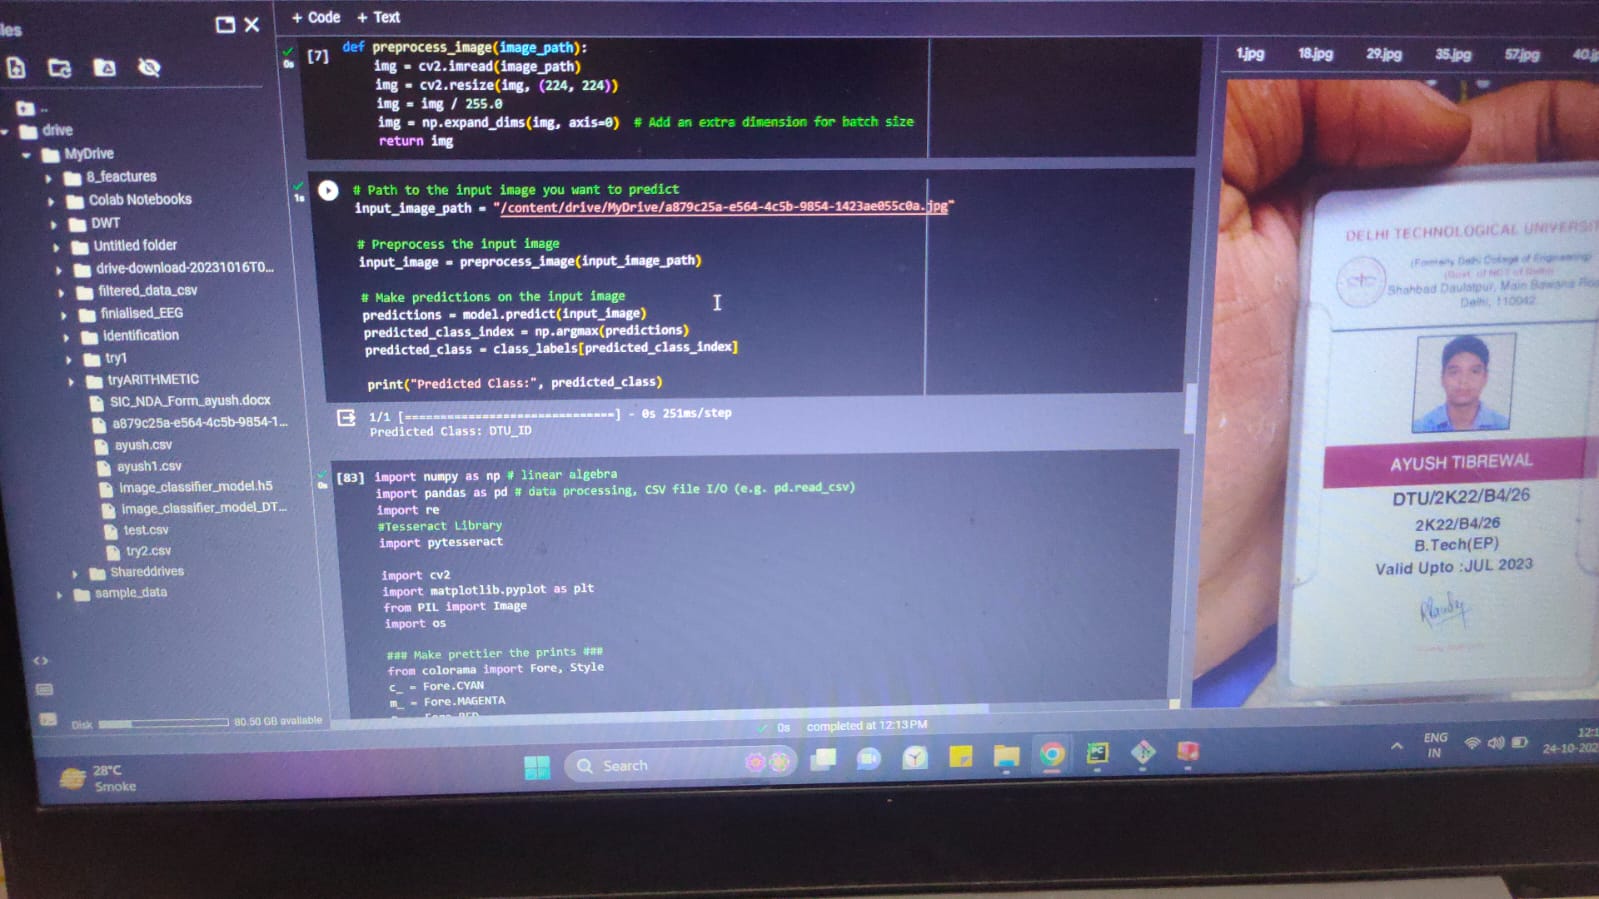 les
+ Code + Text
..
drive
MyDrive
8_feactures
Colab Notebooks
DWT
Untitled folder
drive-download-20231016T0...
filtered_data_csv
finialised_EEG
identification
try1
tryARITHMETIC
SIC_NDA_Form_ayush.docx
a879c25a-e564-4c5b-9854-1...
ayush.csv
ayush1.csv
image_classifier_model.h5
image_classifier_model_DT...
test.csv
try2.csv
Shareddrives
sample_data
Disk 80.50 GB available
0s
[7] def preprocess_image(image_path):
img = cv2.imread(image_path)
img = cv2.resize(img, (224, 224))
img = img / 255.0
img = np.expand_dims(img, axis=0) # Add an extra dimension for batch size
return img
1s
# Path to the input image you want to predict
input_image_path = "/content/drive/MyDrive/a879c25a-e564-4c5b-9854-1423ae055c0a.jpg"
# Preprocess the input image
input_image = preprocess_image(input_image_path)
# Make predictions on the input image
predictions = model.predict(input_image)
predicted_class_index = np.argmax(predictions)
predicted_class = class_labels[predicted_class_index]
print("Predicted Class:", predicted_class)
1/1 [==============================] - 0s 251ms/step
Predicted Class: DTU_ID
0s
[83] import numpy as np # linear algebra
import pandas as pd # data processing, CSV file I/O (e.g. pd.read_csv)
import re
#Tesseract Library
import pytesseract
import cv2
import matplotlib.pyplot as plt
from PIL import Image
import os
### Make prettier the prints ###
from colorama import Fore, Style
c_ = Fore.CYAN
m_ = Fore.MAGENTA
0s completed at 12:13 PM
1.jpg 18.jpg 29.jpg 35.jpg 57.jpg 40.jp
DELHI TECHNOLOGICAL UNIVERSIT
(Formerly Delhi College of Engineering)
(Govt. of NCT of Delhi)
Shahbad Daulatpur, Main Bawana Roa
Delhi, 110042
AYUSH TIBREWAL
DTU/2K22/B4/26
2K22/B4/26
B.Tech(EP)
Valid Upto :JUL 2023
28°C
Smoke
Search
PC
ENG
IN
12:1
24-10-202